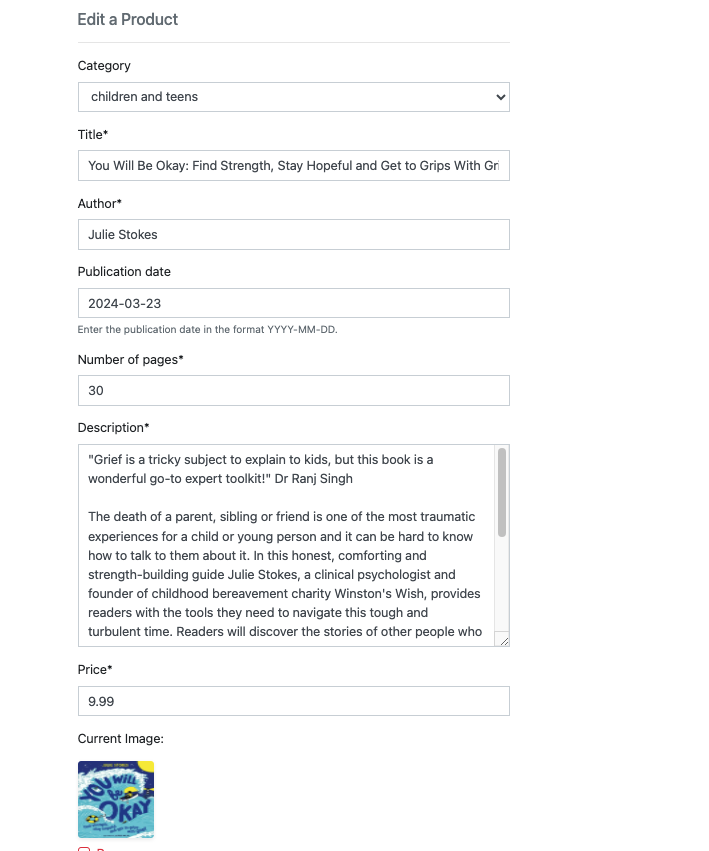 Edit a Product
Category
children and teens
Title*
You Will Be Okay: Find Strength, Stay Hopeful and Get to Grips With Gri
Author*
Julie Stokes
Publication date
2024-03-23
Enter the publication date in the format YYYY-MM-DD.
Number of pages*
30
Description*
"Grief is a tricky subject to explain to kids, but this book is a
wonderful go-to expert toolkit!" Dr Ranj Singh
The death of a parent, sibling or friend is one of the most traumatic
experiences for a child or young person and it can be hard to know
how to talk to them about it. In this honest, comforting and
strength-building guide Julie Stokes, a clinical psychologist and
founder of childhood bereavement charity Winston's Wish, provides
readers with the tools they need to navigate this tough and
turbulent time. Readers will discover the stories of other people who
Price*
9.99
Current Image:
YOU WILL
Be
OKAY